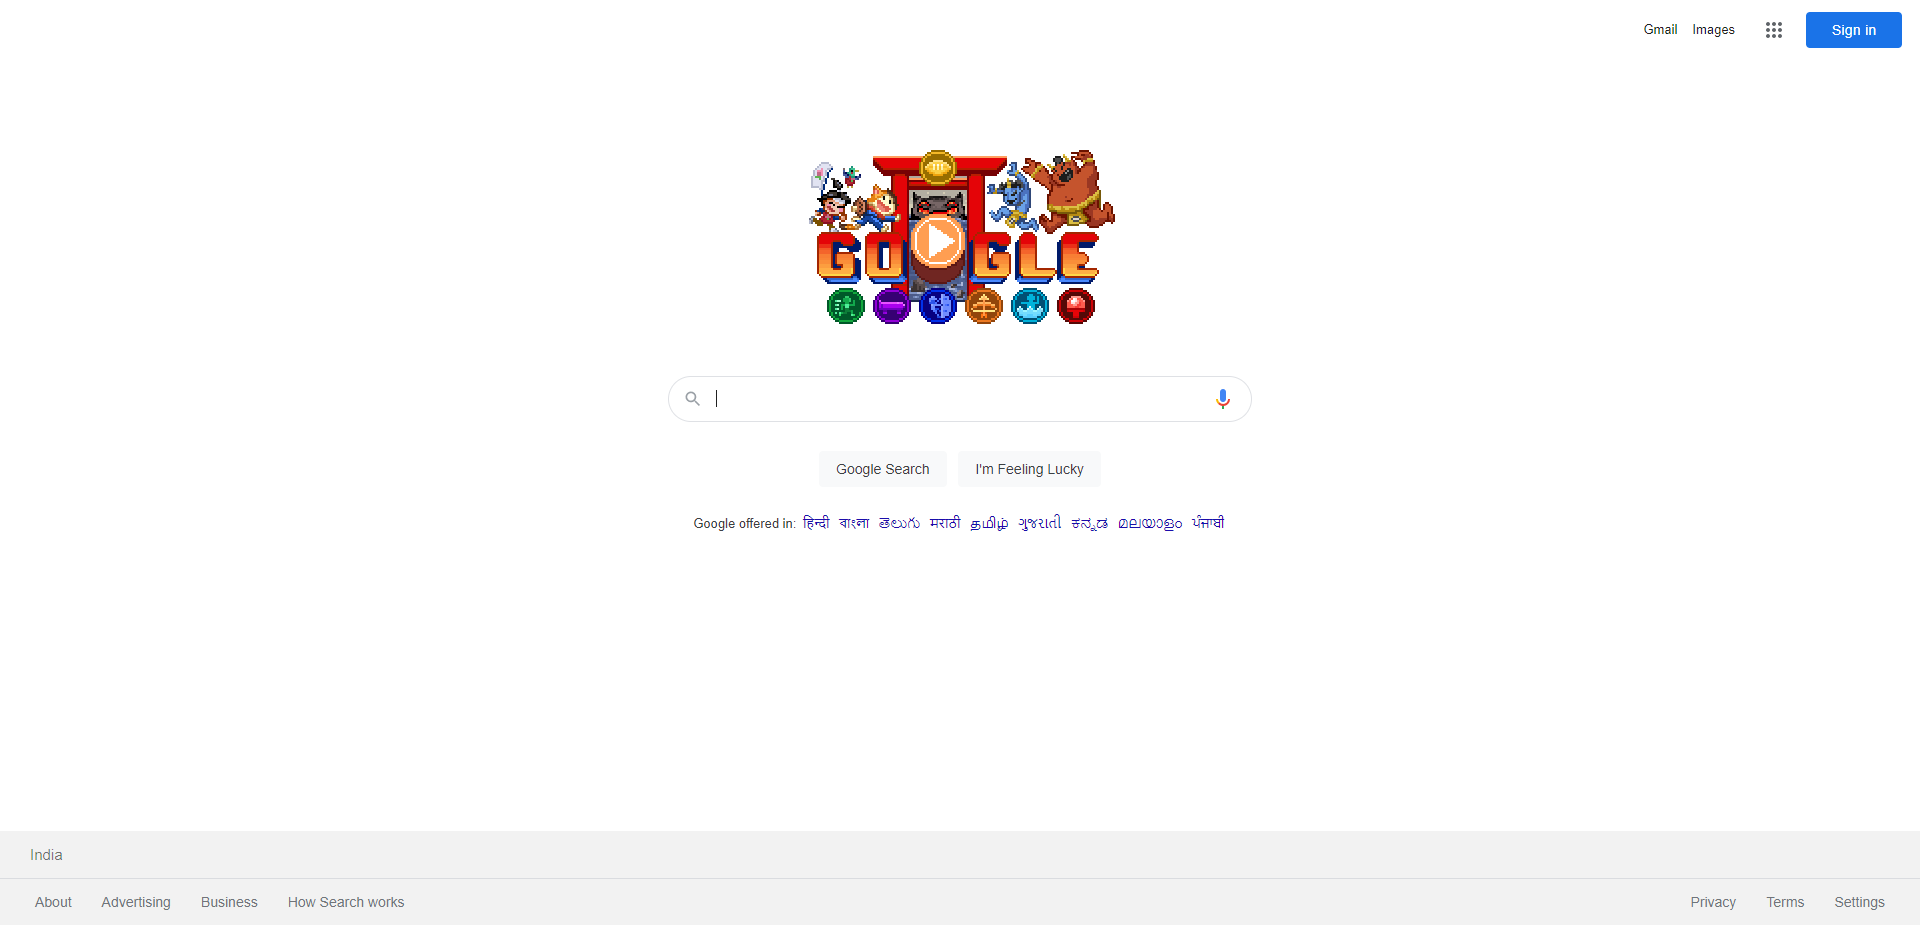 Gmail Images Sign in
GOOGLE
Google Search I'm Feeling Lucky
Google offered in: हिन्दी বাংলা తెలుగు मराठी தமிழ் ગુજરાતી ಕನ್ನಡ മലയാളം ਪੰਜਾਬੀ
India
About Advertising Business How Search works Privacy Terms Settings